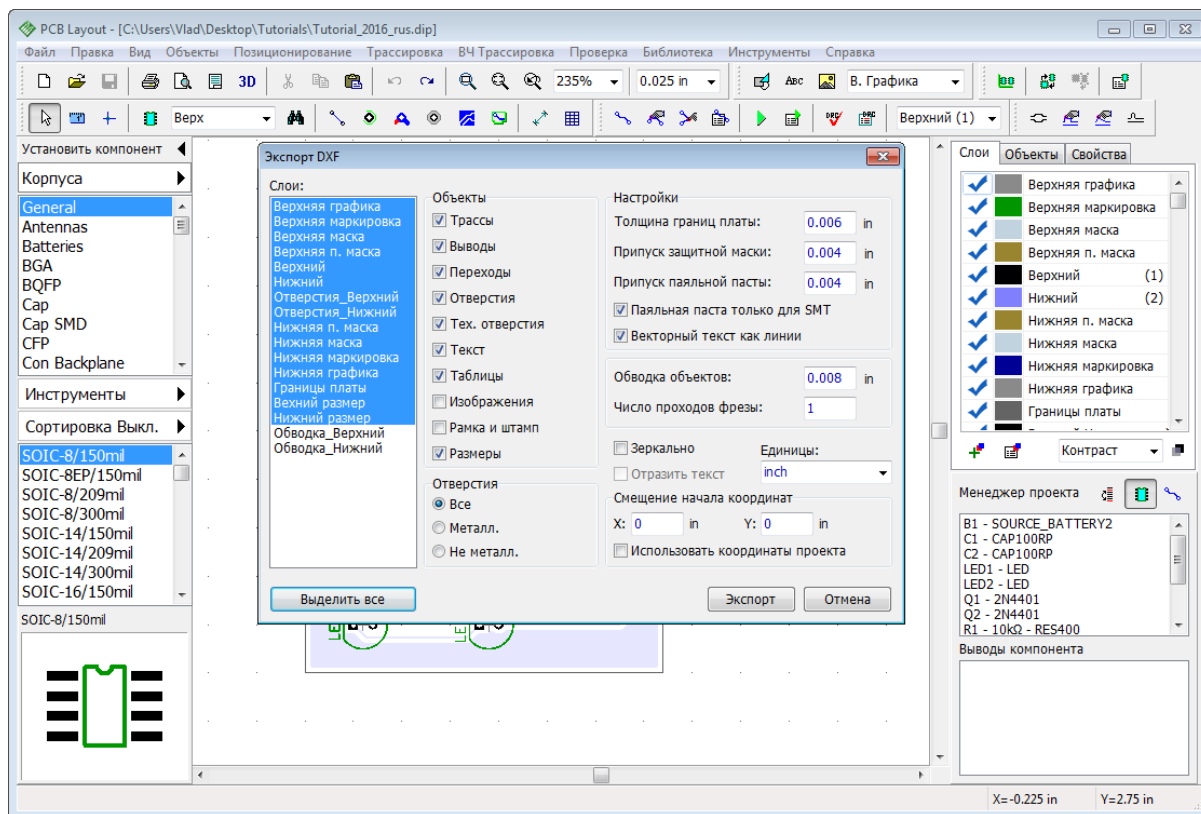 PCB Layout - [C:\Users\Vlad\Desktop\Tutorials\Tutorial_2016_rus.dip]
Файл Правка Вид Объекты Позиционирование Трассировка ВЧ Трассировка Проверка Библиотека Инструменты Справка
3D 235% 0.025 in ABC В. Графика
Верх DRC DRC Верхний (1)
Установить компонент
Корпуса
General
Antennas
Batteries
BGA
BQFP
Cap
Cap SMD
CFP
Con Backplane
Инструменты
Сортировка Выкл.
SOIC-8/150mil
SOIC-8EP/150mil
SOIC-8/209mil
SOIC-8/300mil
SOIC-14/150mil
SOIC-14/209mil
SOIC-14/300mil
SOIC-16/150mil
SOIC-8/150mil
Экспорт DXF
Слои:
Верхняя графика
Верхняя маркировка
Верхняя маска
Верхняя п. маска
Верхний
Нижний
Отверстия_Верхний
Отверстия_Нижний
Нижняя п. маска
Нижняя маска
Нижняя маркировка
Нижняя графика
Границы платы
Вехний размер
Нижний размер
Обводка_Верхний
Обводка_Нижний
Выделить все
Объекты
Трассы
Выводы
Переходы
Отверстия
Тех. отверстия
Текст
Таблицы
Изображения
Рамка и штамп
Размеры
Отверстия
Все
Металл.
Не металл.
Настройки
Толщина границ платы: 0.006 in
Припуск защитной маски: 0.004 in
Припуск паяльной пасты: 0.004 in
Паяльная паста только для SMT
Векторный текст как линии
Обводка объектов: 0.008 in
Число проходов фрезы: 1
Зеркально Единицы:
Отразить текст inch
Смещение начала координат
X: 0 in Y: 0 in
Использовать координаты проекта
Экспорт Отмена
Слои Объекты Свойства
Верхняя графика
Верхняя маркировка
Верхняя маска
Верхняя п. маска
Верхний (1)
Нижний (2)
Нижняя п. маска
Нижняя маска
Нижняя маркировка
Нижняя графика
Границы платы
Контраст
Менеджер проекта
B1 - SOURCE_BATTERY2
C1 - CAP100RP
C2 - CAP100RP
LED1 - LED
LED2 - LED
Q1 - 2N4401
Q2 - 2N4401
R1 - 10kΩ - RES400
Выводы компонента
X=-0.225 in Y=2.75 in